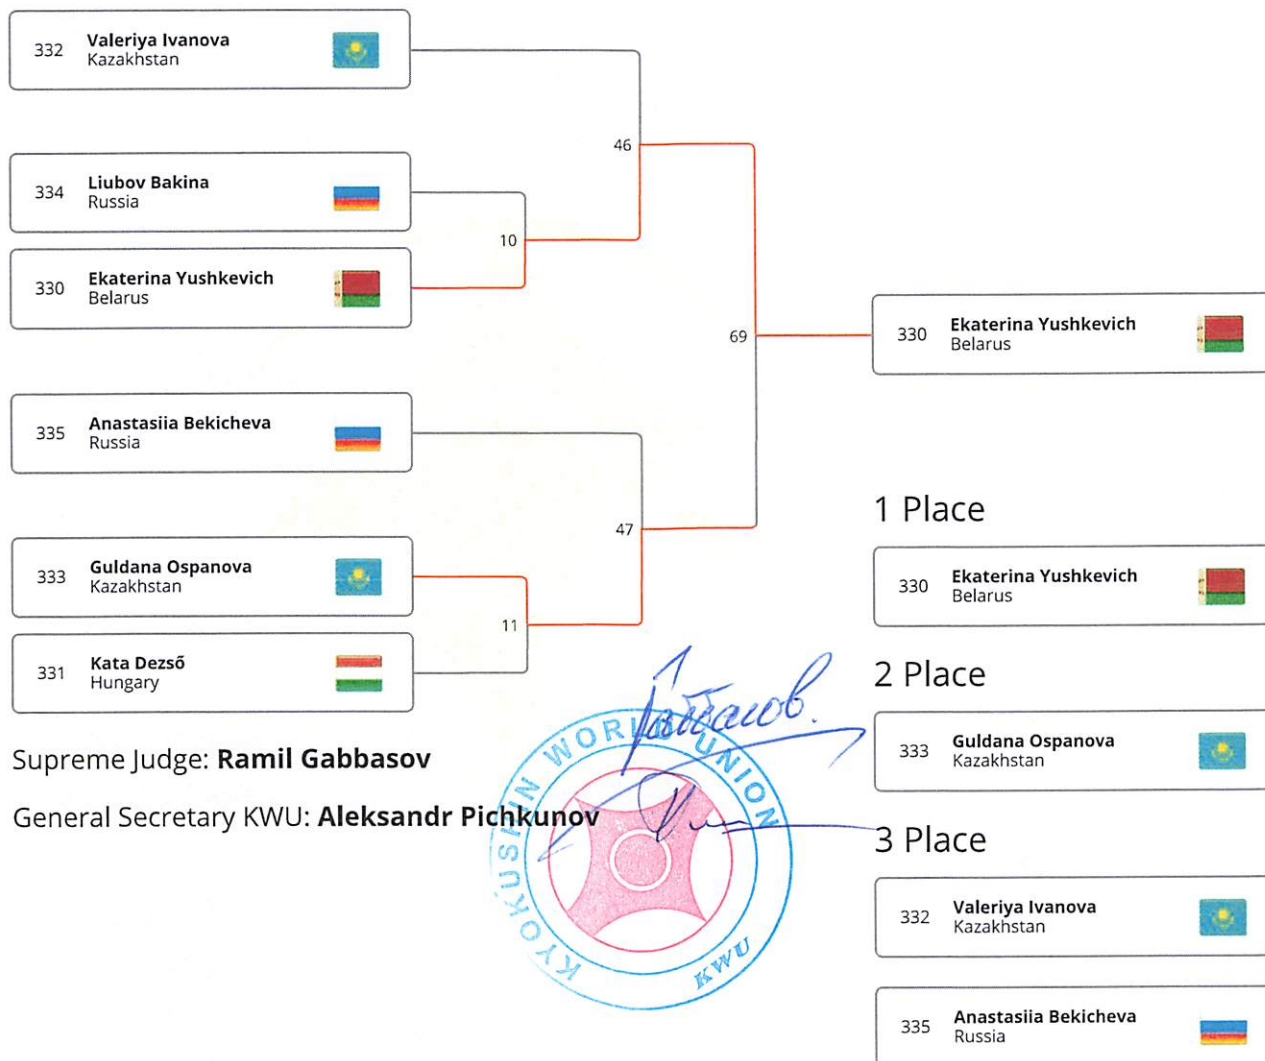 332 Valeriya Ivanova
Kazakhstan
46
334 Liubov Bakina
Russia
10
330 Ekaterina Yushkevich
Belarus
69
330 Ekaterina Yushkevich
Belarus
335 Anastasiia Bekicheva
Russia
47
333 Guldana Ospanova
Kazakhstan
11
331 Kata Dezső
Hungary
1 Place
330 Ekaterina Yushkevich
Belarus
2 Place
333 Guldana Ospanova
Kazakhstan
3 Place
332 Valeriya Ivanova
Kazakhstan
335 Anastasiia Bekicheva
Russia
Supreme Judge: Ramil Gabbasov
General Secretary KWU: Aleksandr Pichkunov
KYOKUSHIN WORLD UNION
KWU